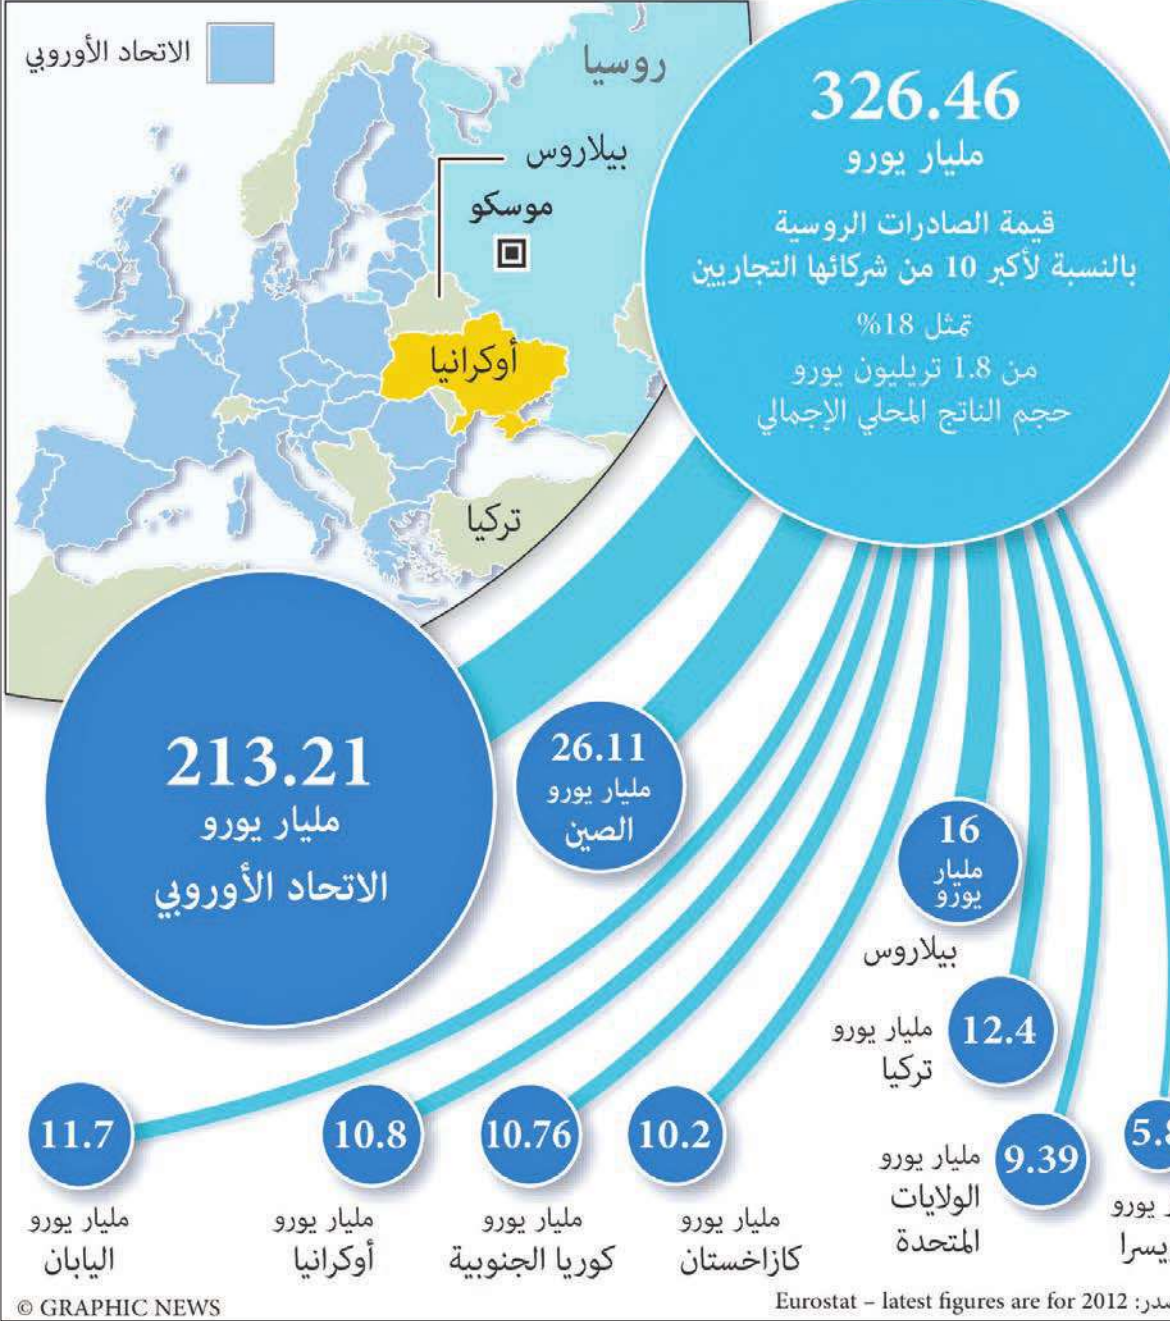 الاتحاد الأوروبي
روسيا
بيلاروس
موسكو
أوكرانيا
تركيا
326.46
مليار يورو
قيمة الصادرات الروسية
بالنسبة لأكبر 10 من شركائها التجاريين
تمثل 18%
من 1.8 تريليون يورو
حجم الناتج المحلي الإجمالي
213.21
مليار يورو
الاتحاد الأوروبي
26.11
مليار يورو
الصين
16
مليار
يورو
بيلاروس
12.4
مليار يورو
تركيا
9.39
مليار يورو
الولايات
المتحدة
يورو
10.2
مليار يورو
كازاخستان
10.76
مليار يورو
كوريا الجنوبية
10.8
مليار يورو
أوكرانيا
11.7
مليار يورو
اليابان
Eurostat – latest figures are for 2012
© GRAPHIC NEWS